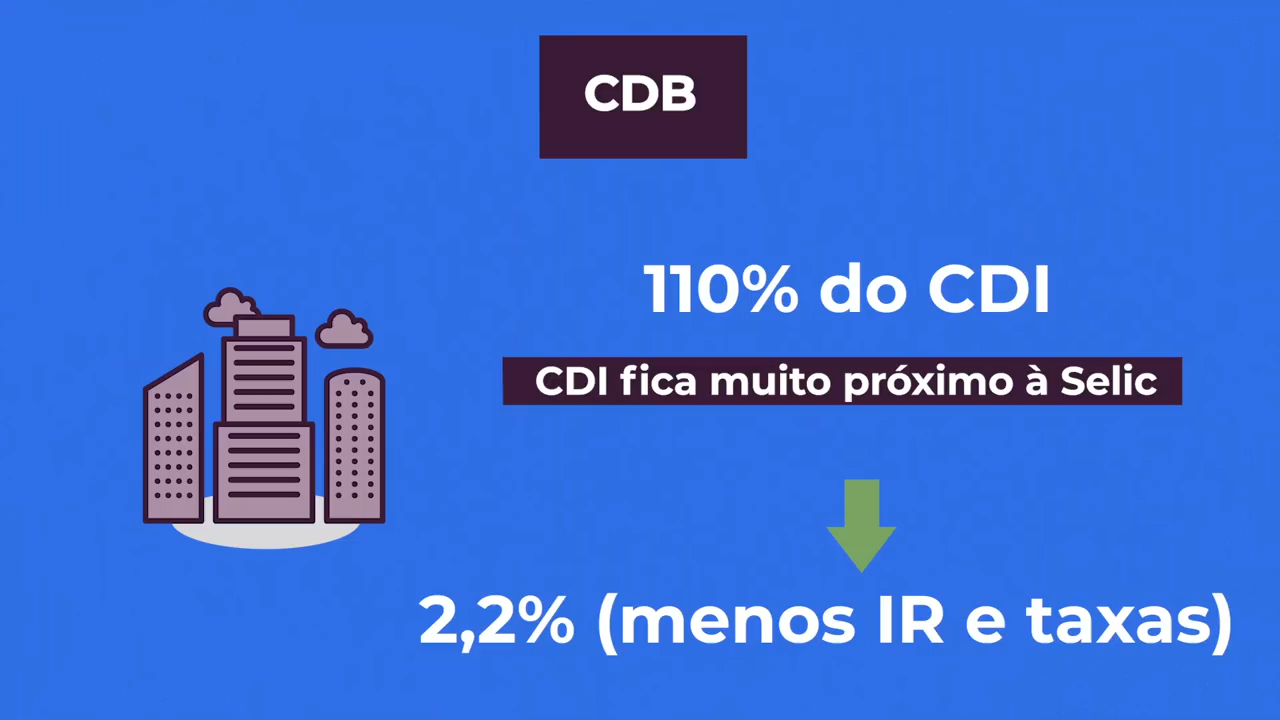 CDB
110% do CDI
CDI fica muito próximo à Selic
2,2% (menos IR e taxas)